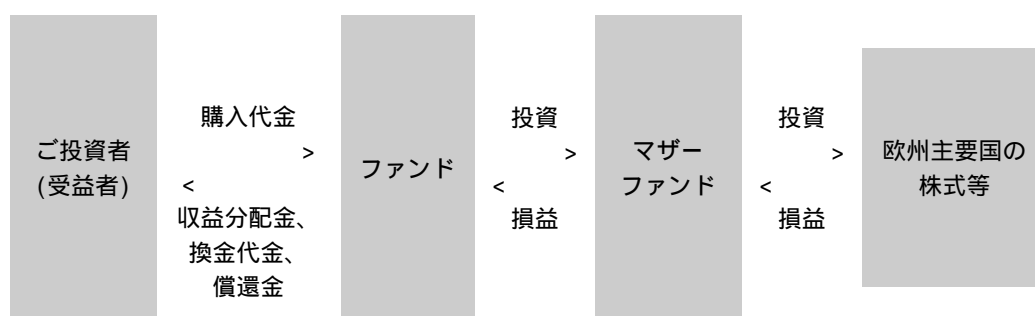 ご投資者
(受益者)
購入代金
>
<
収益分配金、
換金代金、
償還金
ファンド
投資
>
<
損益
マザー
ファンド
投資
>
<
損益
欧州主要国の
株式等